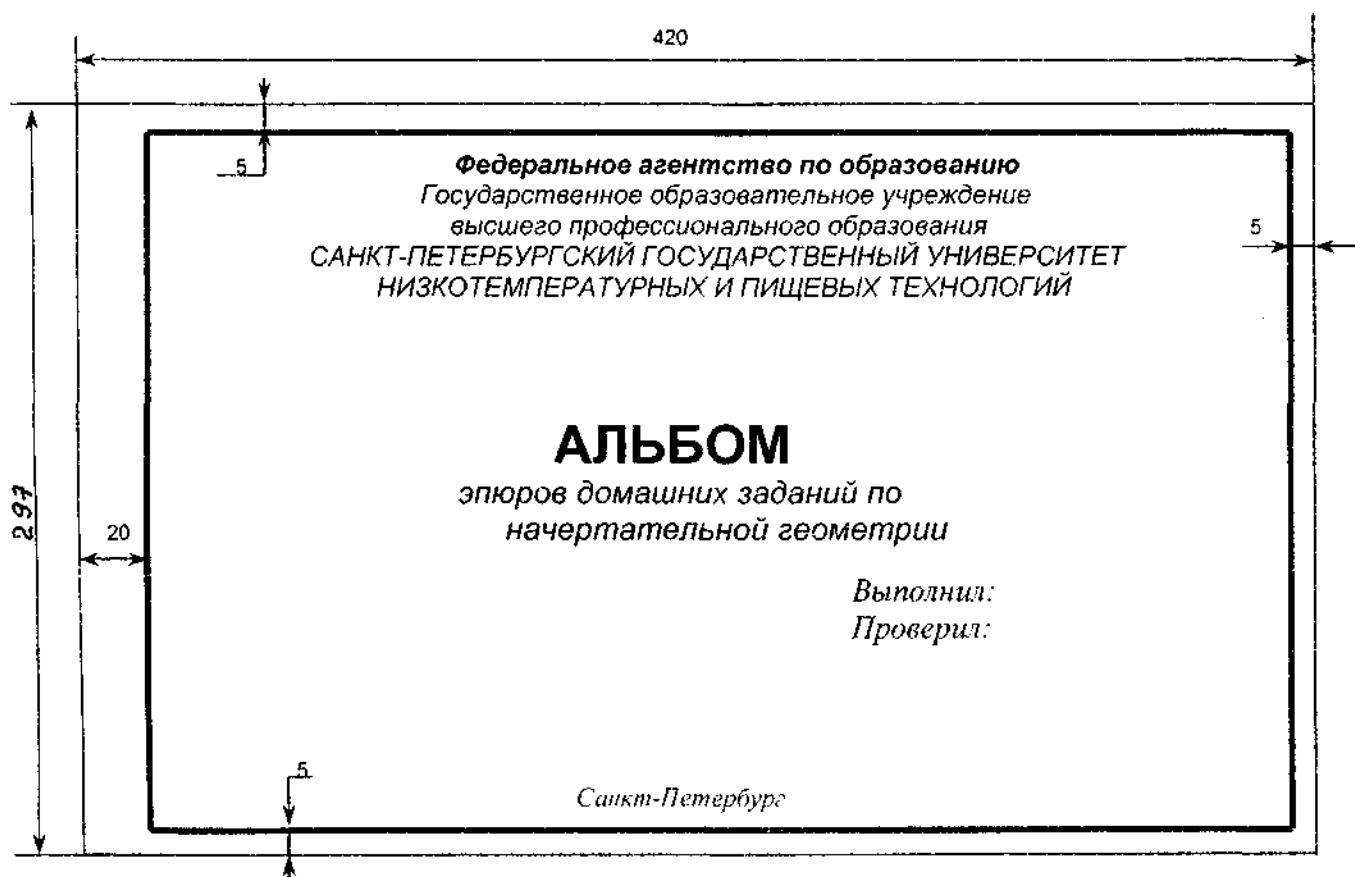 420
5
Федеральное агентство по образованию
Государственное образовательное учреждение
высшего профессионального образования
САНКТ-ПЕТЕРБУРГСКИЙ ГОСУДАРСТВЕННЫЙ УНИВЕРСИТЕТ
НИЗКОТЕМПЕРАТУРНЫХ И ПИЩЕВЫХ ТЕХНОЛОГИЙ
5
АЛЬБОМ
эпюров домашних заданий по
начертательной геометрии
297
20
Выполнил:
Проверил:
5
Санкт-Петербург